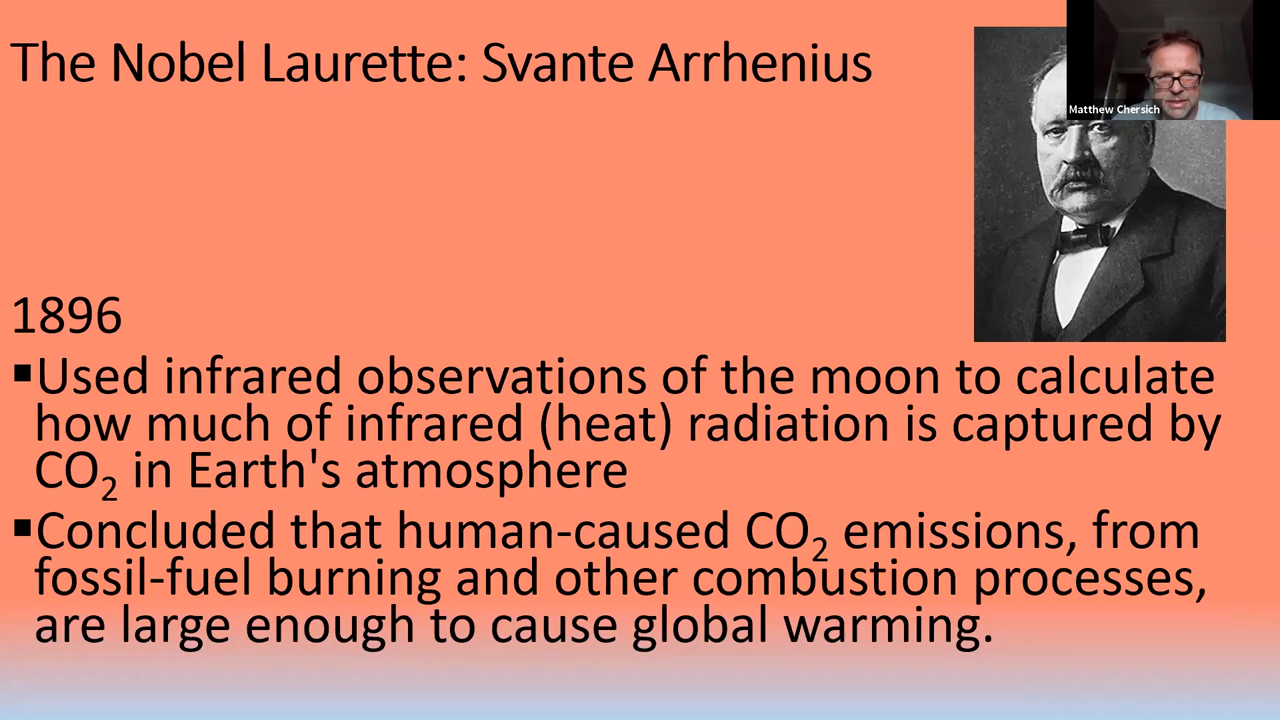 The Nobel Laurette: Svante Arrhenius
Matthew Chersich
1896
▪Used infrared observations of the moon to calculate
how much of infrared (heat) radiation is captured by
CO₂ in Earth's atmosphere
▪Concluded that human-caused CO₂ emissions, from
fossil-fuel burning and other combustion processes,
are large enough to cause global warming.